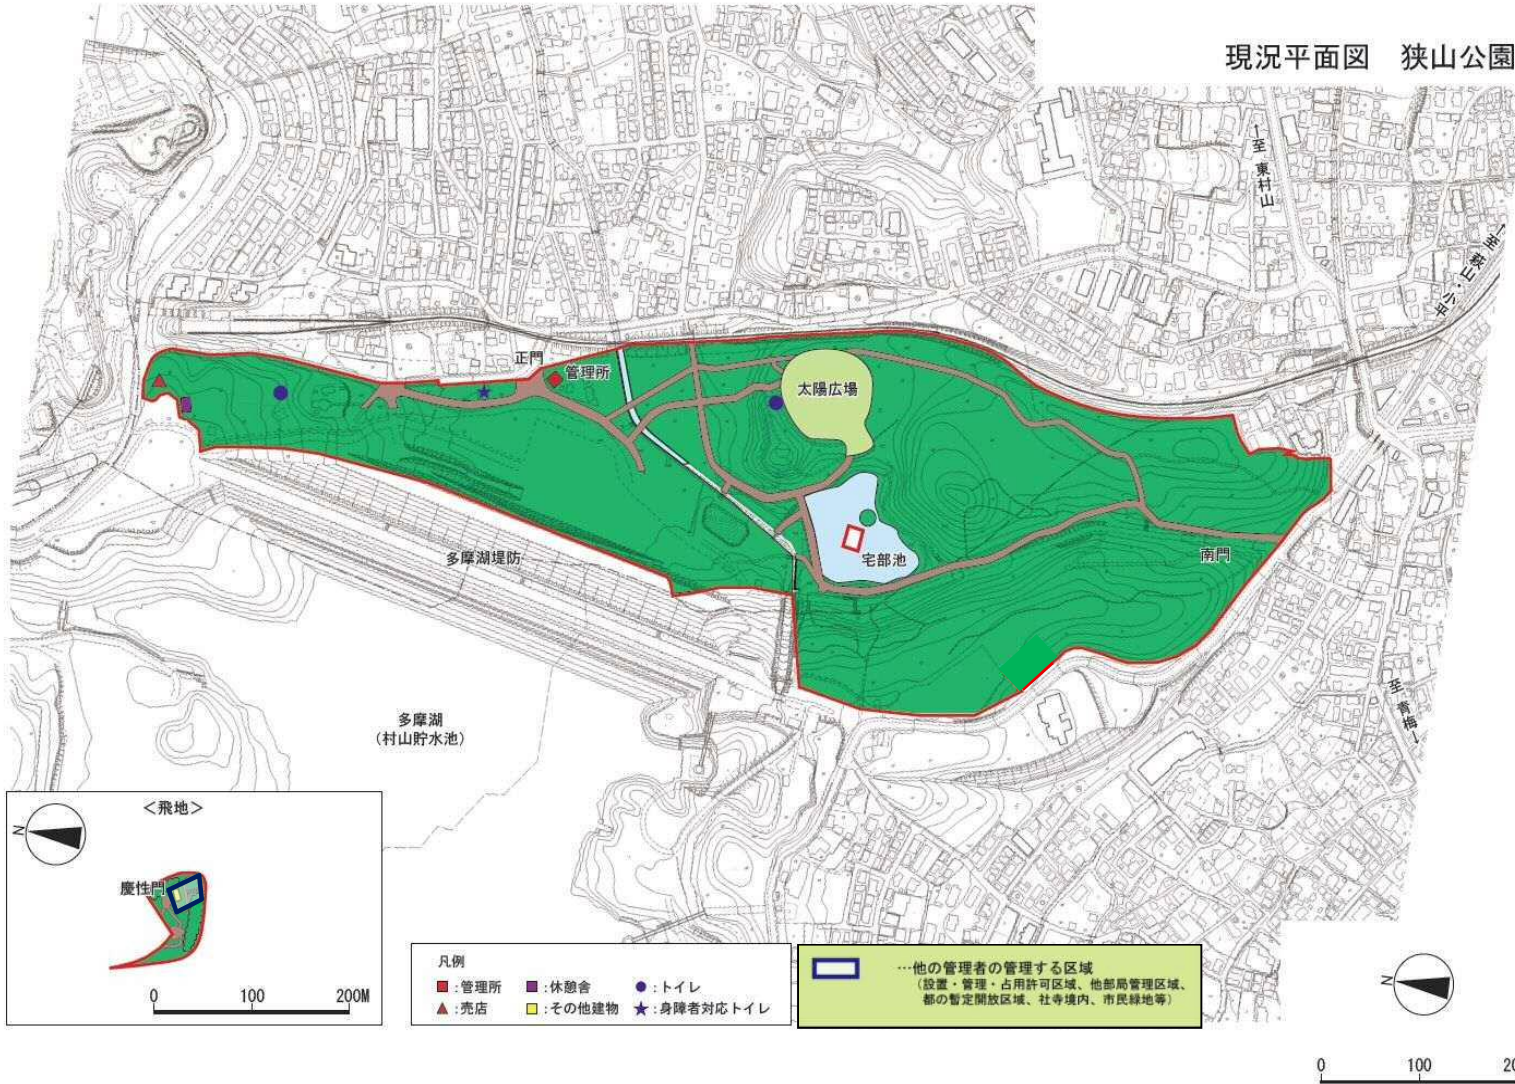 現況平面図 狭山公園
↑至 東村山
↑至 萩山・小平
正門
管理所
太陽広場
宅部池
南門
多摩湖堤防
多摩湖
（村山貯水池）
至 青梅↓
＜飛地＞
N
慶性門
0 100 200M
凡例
:管理所 :休憩舎 :トイレ
:売店 :その他建物 :身障者対応トイレ
…他の管理者の管理する区域
（設置・管理・占用許可区域、他部局管理区域、
都の暫定開放区域、社寺境内、市民緑地等）
N
0 100 20